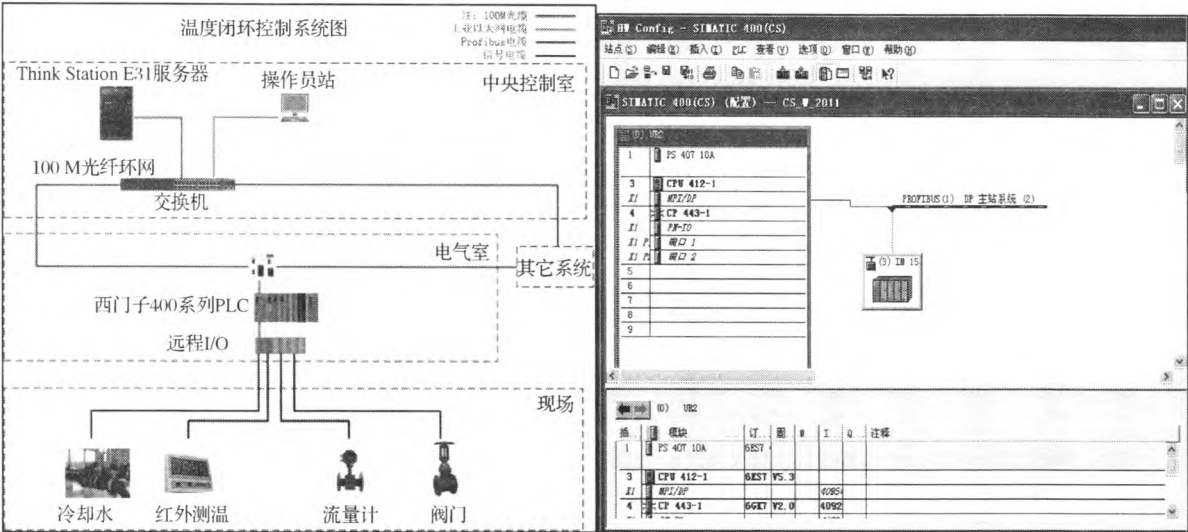 温度闭环控制系统图
注: 100M光缆
工业以太网电缆
Profibus电缆
信号电缆
Think Station E31服务器
操作员站
中央控制室
100 M光纤环网
交换机
电气室
其它系统
西门子400系列PLC
远程I/O
现场
冷却水
红外测温
流量计
阀门
HW Config - SIMATIC 400(CS)
站点(S) 编辑(E) 插入(I) PLC 查看(V) 选项(O) 窗口(W) 帮助(H)
SIMATIC 400(CS) (配置) -- CS_W_2011
(0) UR2
1 PS 407 10A
3 CPU 412-1
X1 MPI/DP
4 CP 443-1
X1 PN-IO
X1 P. 端口 1
X1 P. 端口 2
5
6
7
8
9
PROFIBUS(1) DP 主站系统 (2)
(3) IM 15
(0) UR2
插.. 模块 订.. 固.. M.. I.. Q.. 注释
1 PS 407 10A 6ES7
3 CPU 412-1 6ES7 V5.3
X1 MPI/DP 4095
4 CP 443-1 6GK7 V2.0 4092